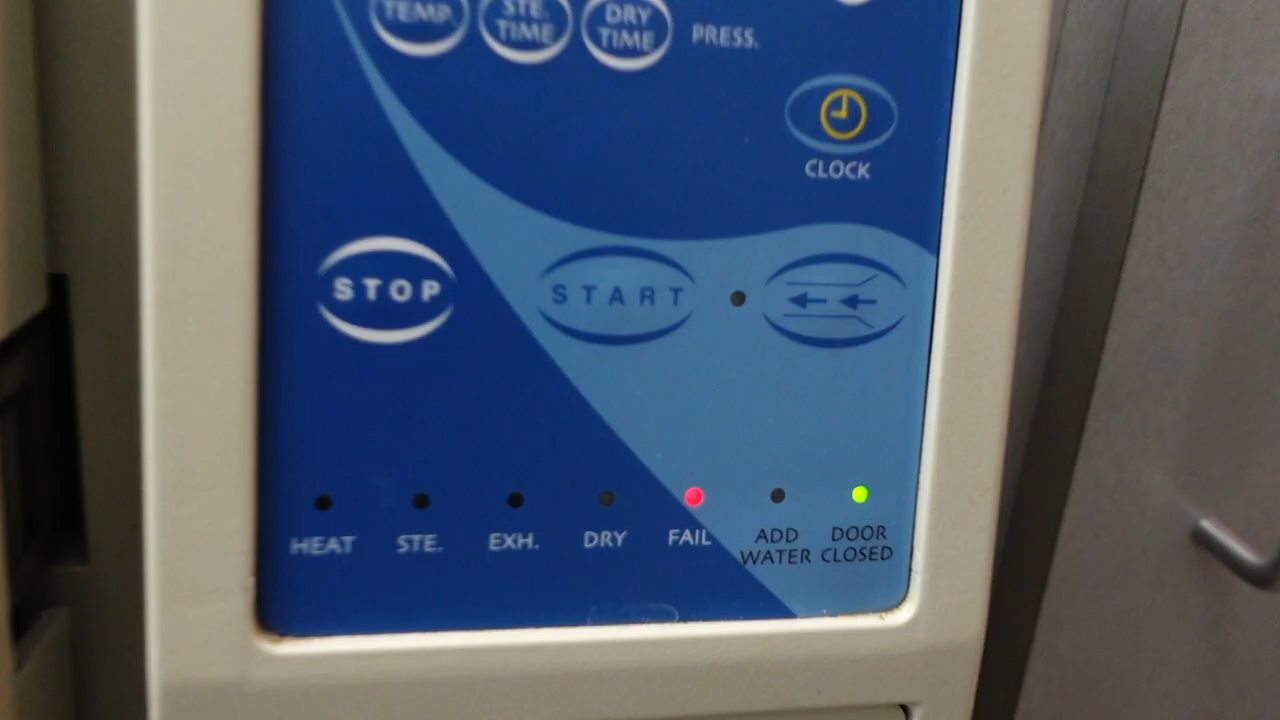 TEMP.
STE.
TIME
DRY
TIME
PRESS.
CLOCK
STOP
START
HEAT
STE.
EXH.
DRY
FAIL
ADD
WATER
DOOR
CLOSED